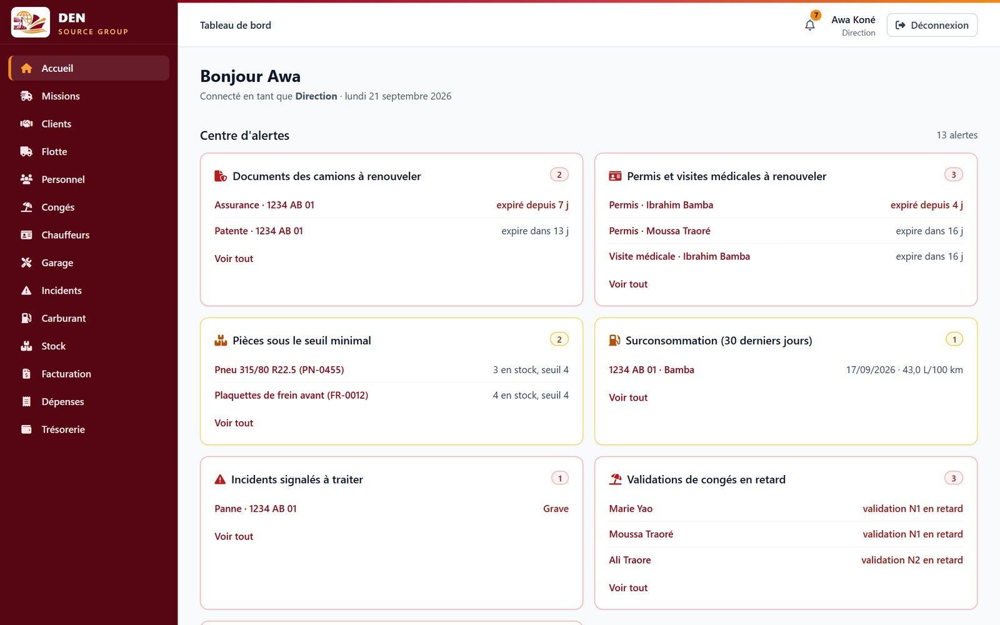 DEN
SOURCE GROUP
Accueil
Missions
Clients
Flotte
Personnel
Congés
Chauffeurs
Garage
Incidents
Carburant
Stock
Facturation
Dépenses
Trésorerie
Tableau de bord
7
Awa Koné
Direction
Déconnexion
Bonjour Awa
Connecté en tant que Direction · lundi 21 septembre 2026
Centre d'alertes
13 alertes
Documents des camions à renouveler 2
Assurance · 1234 AB 01 expiré depuis 7 j
Patente · 1234 AB 01 expire dans 13 j
Voir tout
Permis et visites médicales à renouveler 3
Permis · Ibrahim Bamba expiré depuis 4 j
Permis · Moussa Traoré expire dans 16 j
Visite médicale · Ibrahim Bamba expire dans 16 j
Voir tout
Pièces sous le seuil minimal 2
Pneu 315/80 R22.5 (PN-0455) 3 en stock, seuil 4
Plaquettes de frein avant (FR-0012) 4 en stock, seuil 4
Voir tout
Surconsommation (30 derniers jours) 1
1234 AB 01 · Bamba 17/09/2026 · 43,0 L/100 km
Voir tout
Incidents signalés à traiter 1
Panne · 1234 AB 01 Grave
Voir tout
Validations de congés en retard 3
Marie Yao validation N1 en retard
Moussa Traoré validation N1 en retard
Ali Traore validation N2 en retard
Voir tout